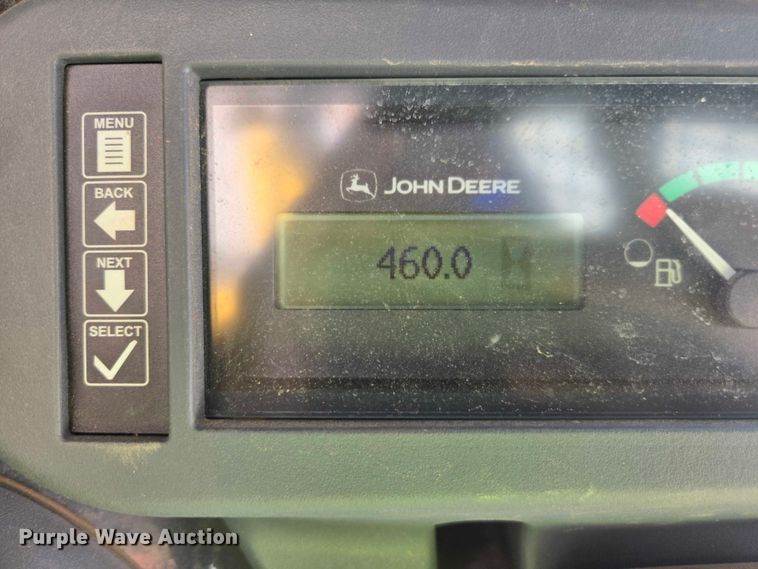 MENU
BACK
NEXT
SELECT
JOHN DEERE
460.0
Purple Wave Auction